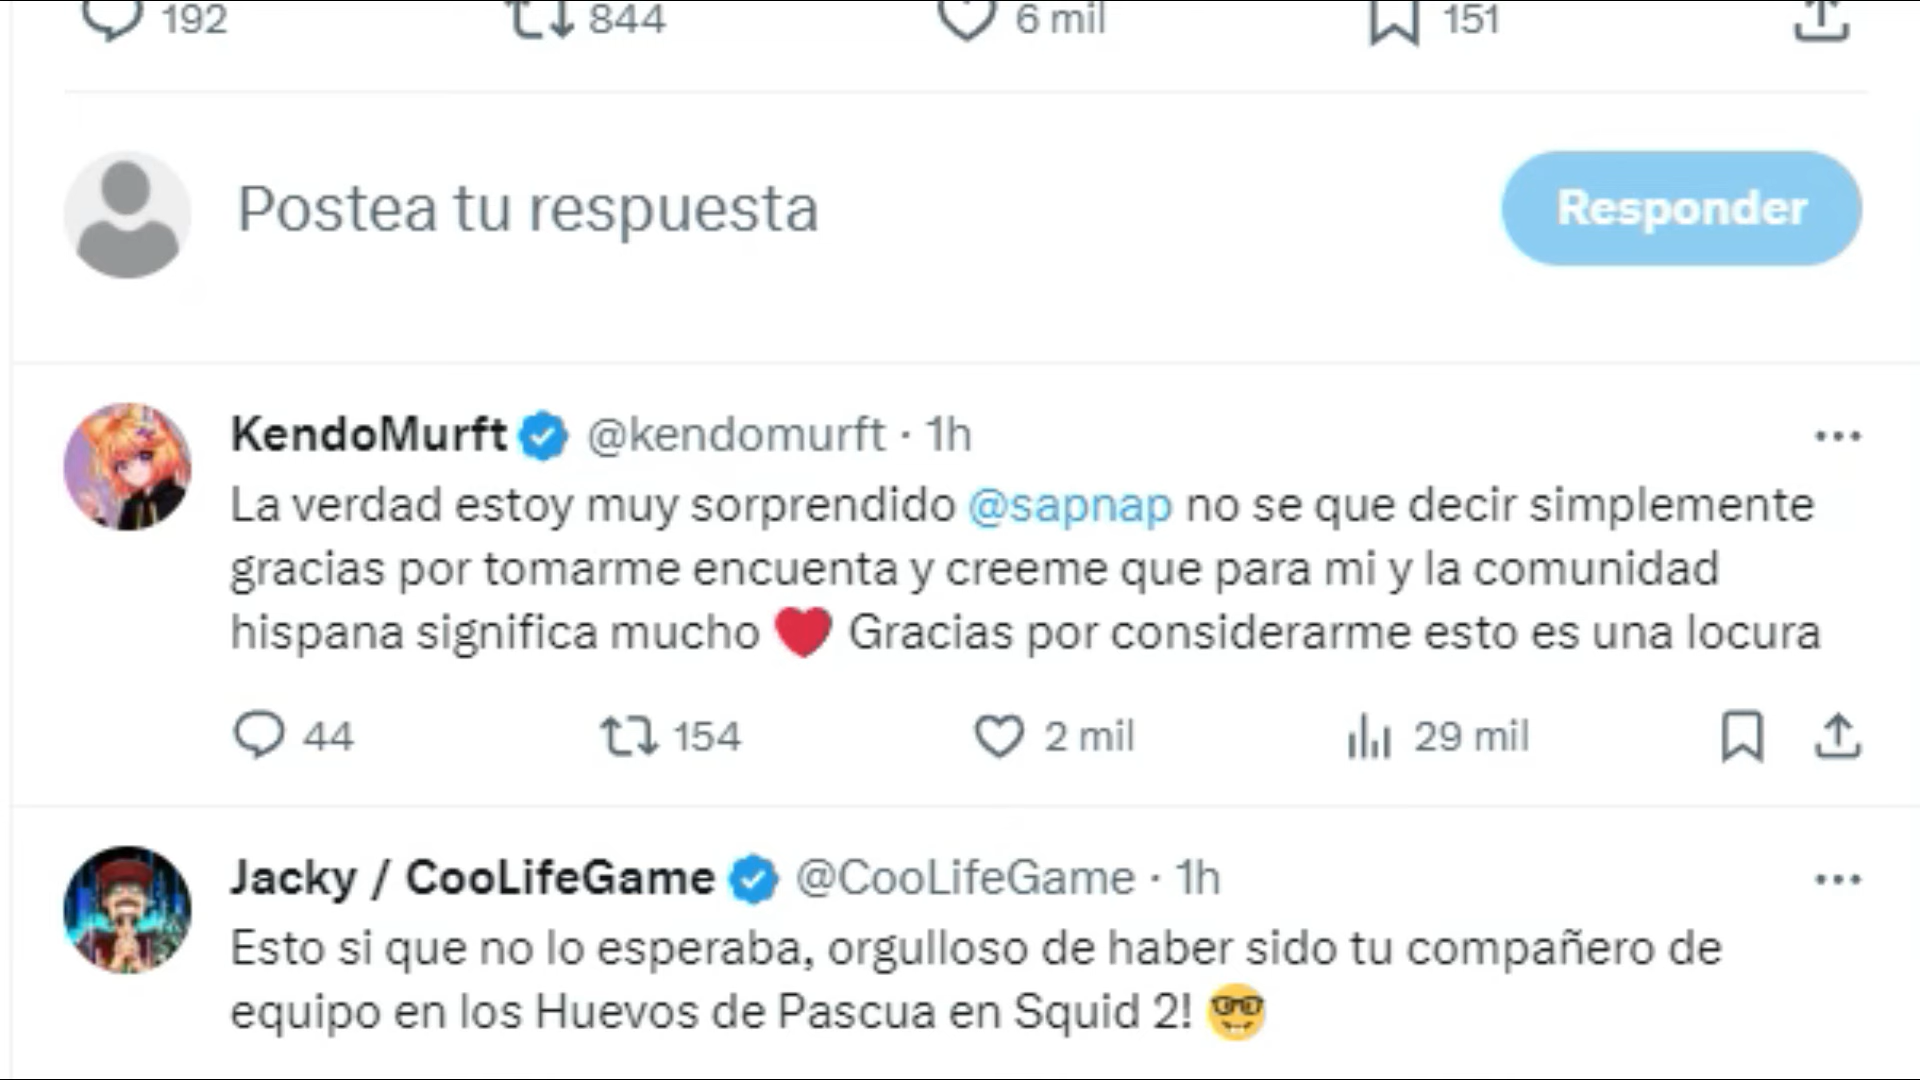 192 844 6 mil 151
Postea tu respuesta
Responder
KendoMurft @kendomurft · 1h
La verdad estoy muy sorprendido @sapnap no se que decir simplemente
gracias por tomarme encuenta y creeme que para mi y la comunidad
hispana significa mucho ❤️ Gracias por considerarme esto es una locura
44 154 2 mil 29 mil
Jacky / CooLifeGame @CooLifeGame · 1h
Esto si que no lo esperaba, orgulloso de haber sido tu compañero de
equipo en los Huevos de Pascua en Squid 2! 🤓